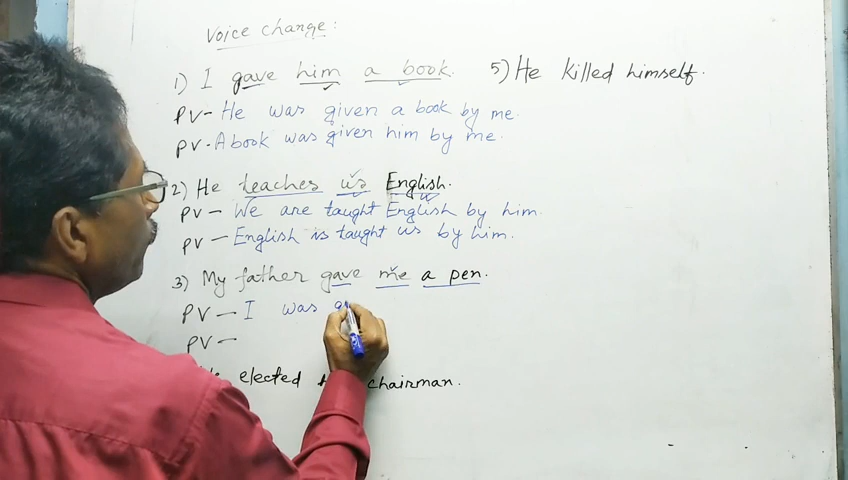 Voice change:
1) I gave him a book.
PV- He was given a book by me.
PV- A book was given him by me.
2) He teaches us English.
PV- We are taught English by him.
PV- English is taught us by him.
3) My father gave me a pen.
PV- I was
PV-
elected chairman.
5) He killed himself.